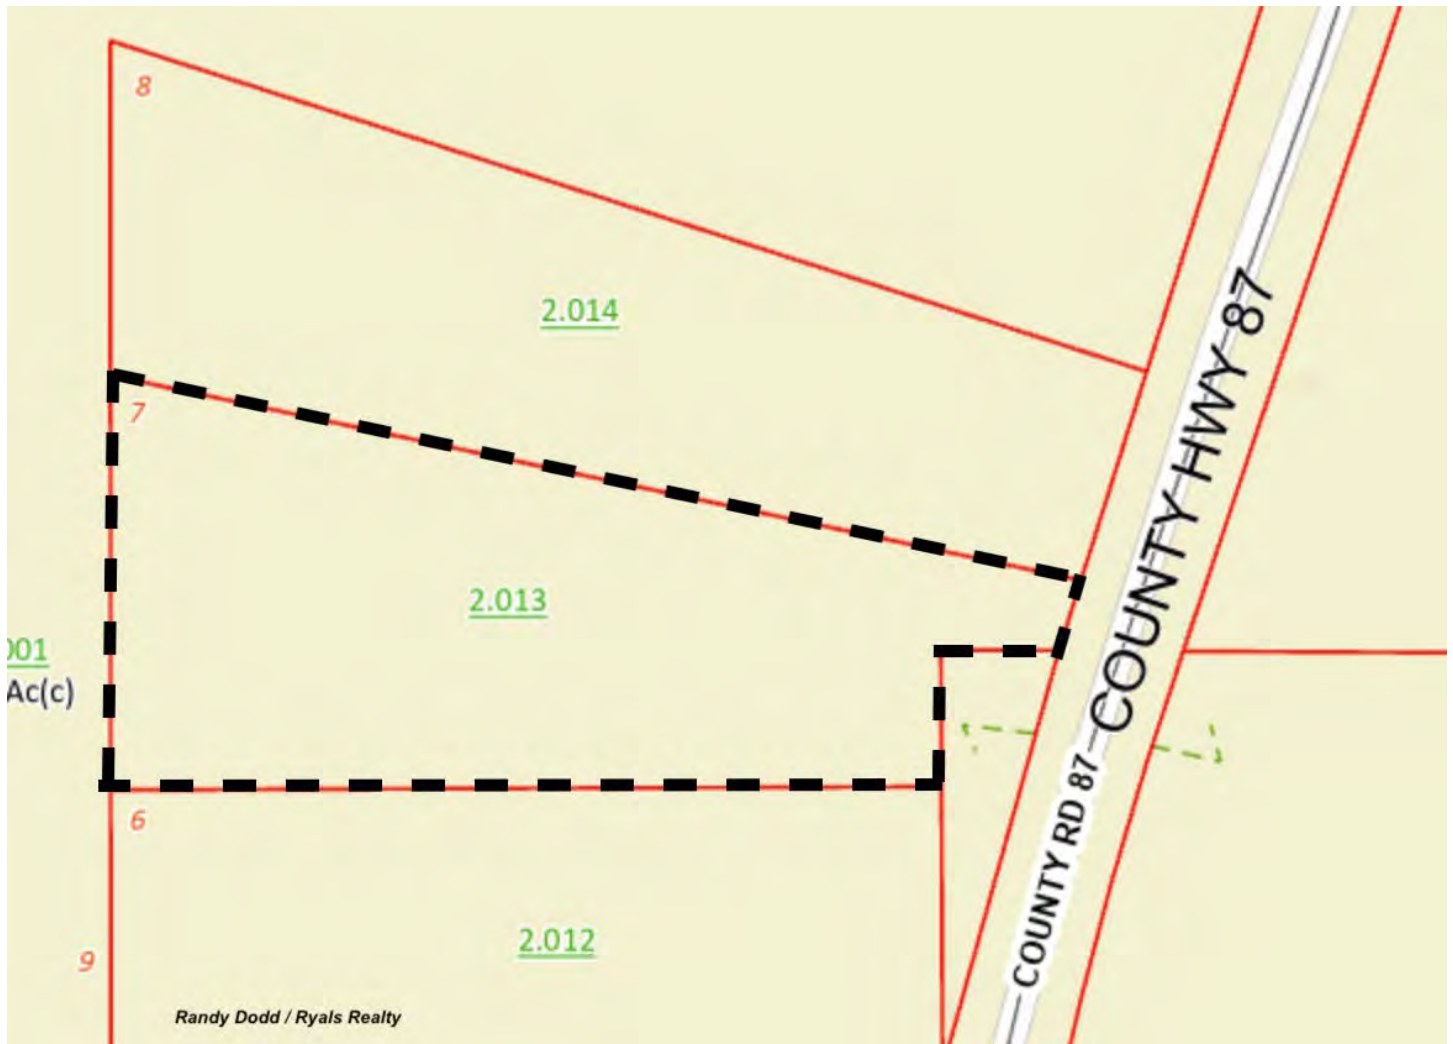 8
2.014
COUNTY HWY 87
7
2.013
001
Ac(c)
COUNTY RD 87
6
2.012
9
Randy Dodd / Ryals Realty